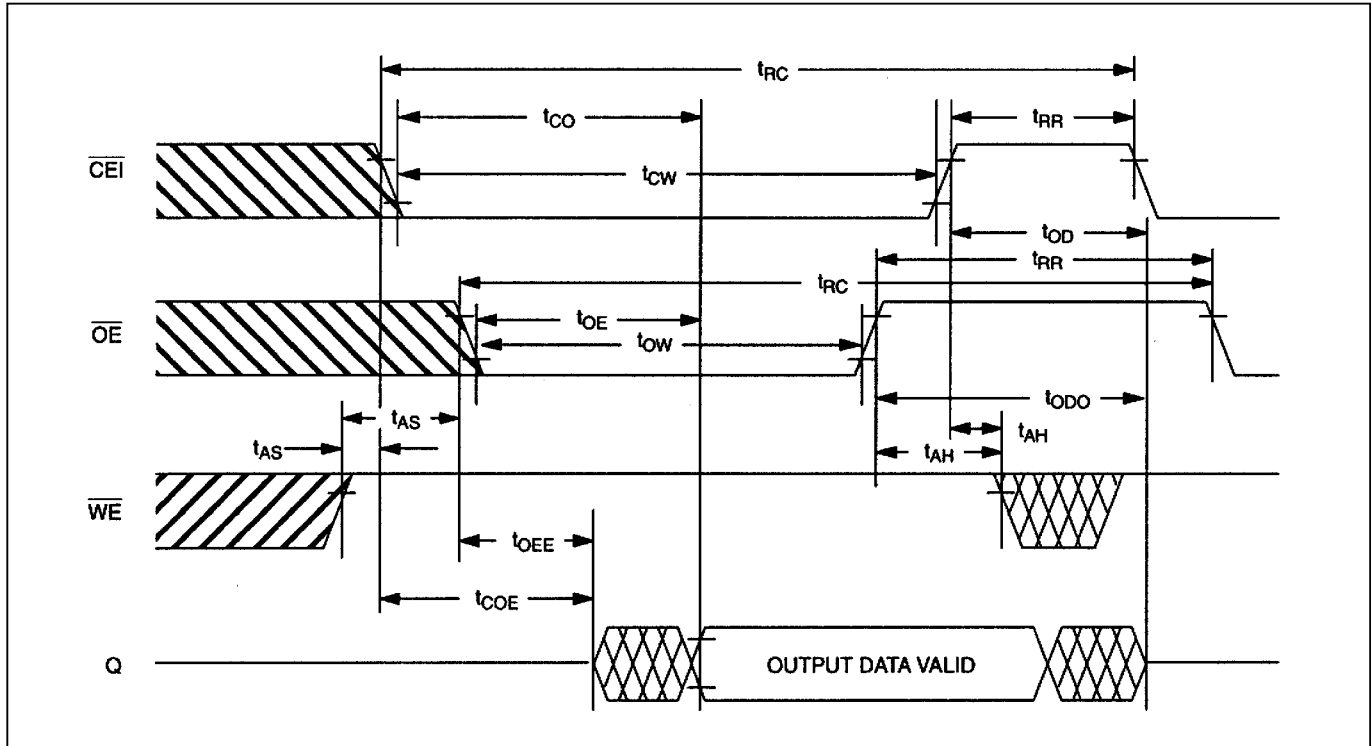 tRC
tCO
tRR
CEI
tCW
tOD
tRR
tRC
OE
tOE
tOW
tODO
tAS
tAH
tAS
tAH
WE
tOEE
tCOE
Q
OUTPUT DATA VALID